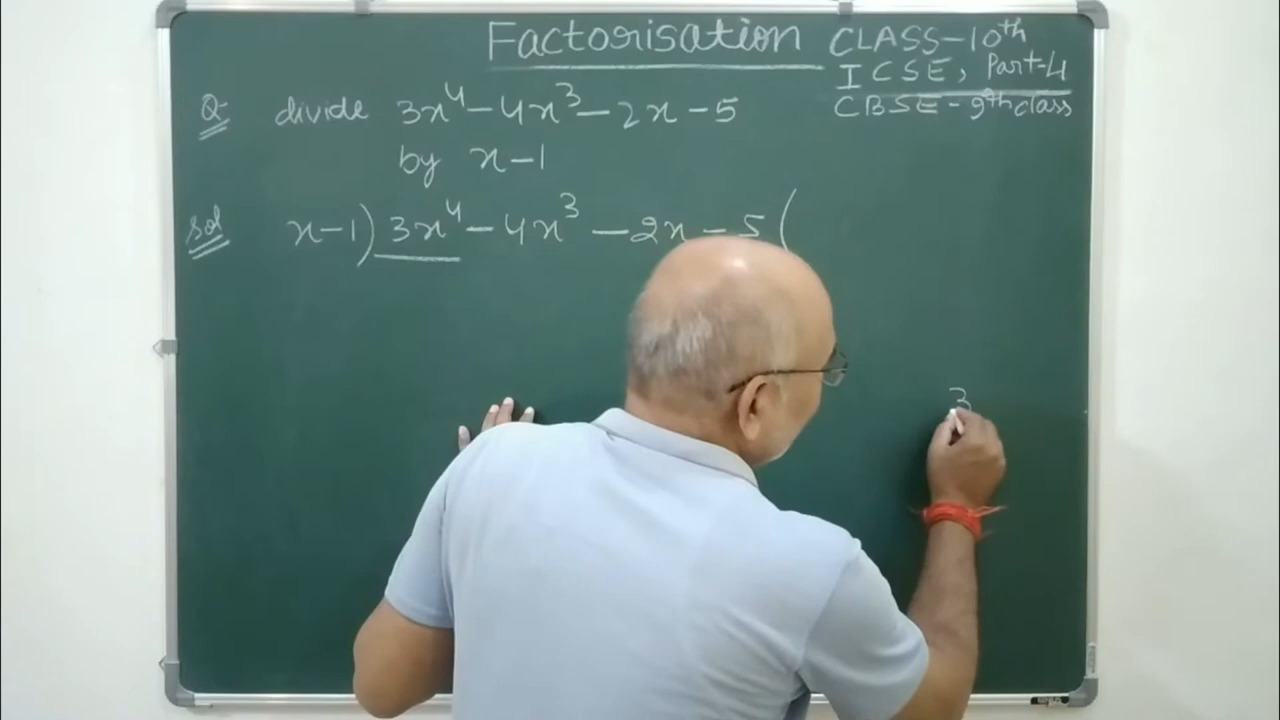 Factorisation CLASS-10th
ICSE, Part-4
CBSE-9th class
Q- divide 3x⁴-4x³-2x-5
by x-1
Sol x-1)3x⁴-4x³-2x-5(
3